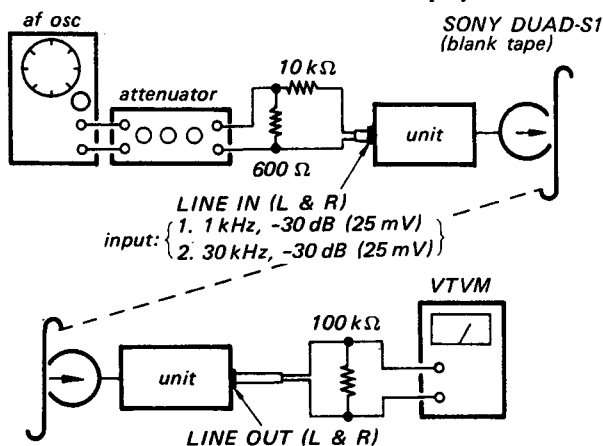 af osc
SONY DUAD-S1
(blank tape)
attenuator
10 kΩ
600 Ω
unit
LINE IN (L & R)
input: { 1. 1 kHz, -30 dB (25 mV)
2. 30 kHz, -30 dB (25 mV) }
VTVM
100 kΩ
unit
LINE OUT (L & R)